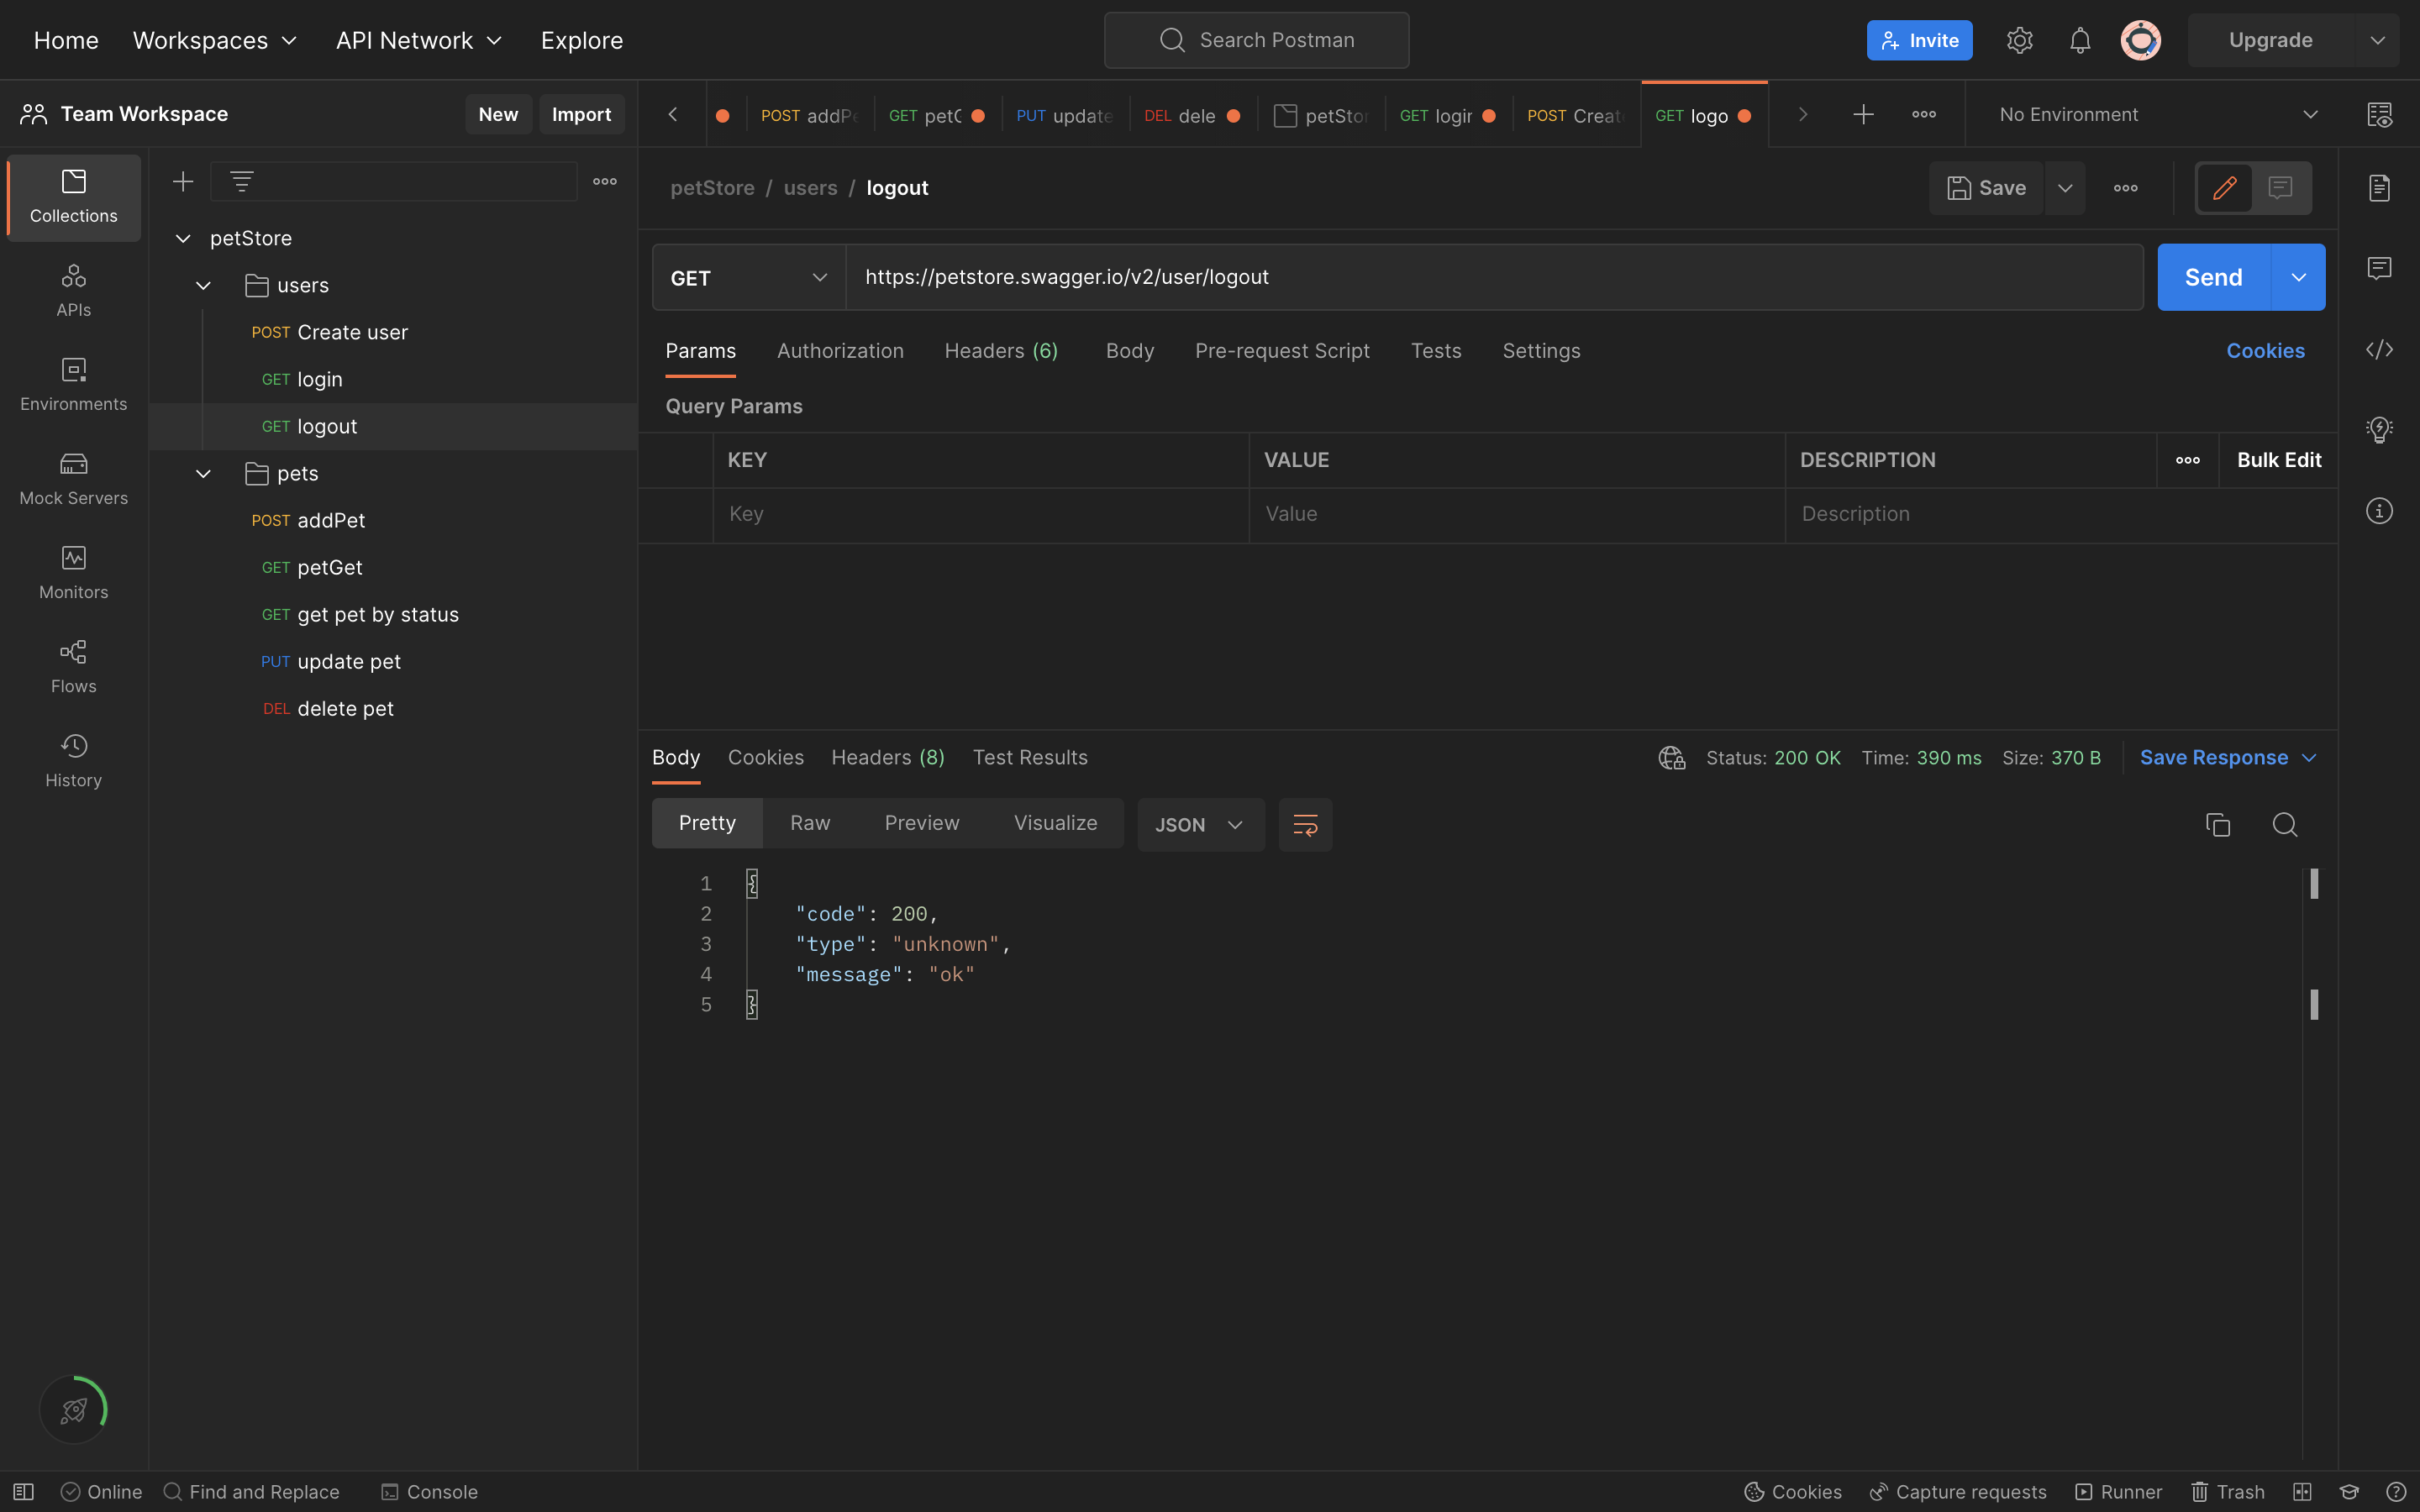 Home Workspaces API Network Explore Search Postman Invite Upgrade
Team Workspace New Import
POST addPe GET petG PUT update DEL dele petStor GET login POST Creat GET logo No Environment
Collections
APIs
Environments
Mock Servers
Monitors
Flows
History
petStore
users
POST Create user
GET login
GET logout
pets
POST addPet
GET petGet
GET get pet by status
PUT update pet
DEL delete pet
petStore / users / logout Save
GET https://petstore.swagger.io/v2/user/logout Send
Params Authorization Headers (6) Body Pre-request Script Tests Settings Cookies
Query Params
KEY VALUE DESCRIPTION Bulk Edit
Key Value Description
Body Cookies Headers (8) Test Results Status: 200 OK Time: 390 ms Size: 370 B Save Response
Pretty Raw Preview Visualize JSON
1 {
2 "code": 200,
3 "type": "unknown",
4 "message": "ok"
5 }
Online Find and Replace Console Cookies Capture requests Runner Trash